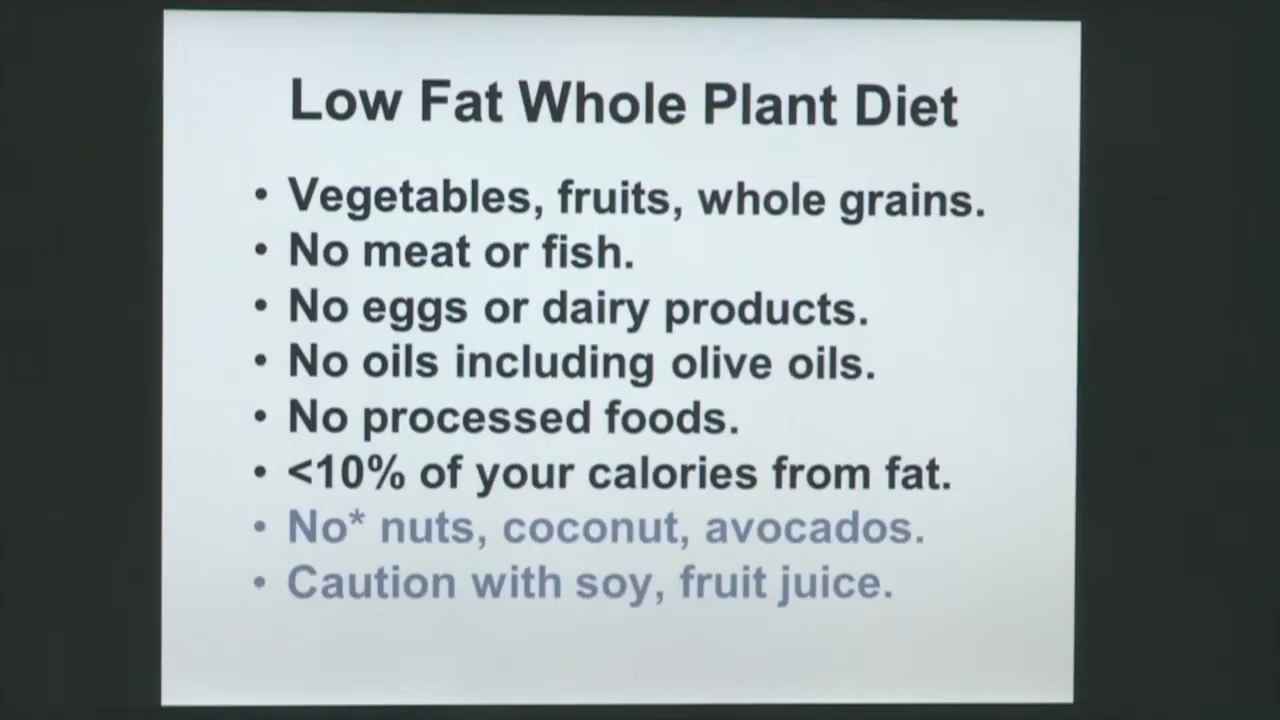 Low Fat Whole Plant Diet
• Vegetables, fruits, whole grains.
• No meat or fish.
• No eggs or dairy products.
• No oils including olive oils.
• No processed foods.
• <10% of your calories from fat.
• No* nuts, coconut, avocados.
• Caution with soy, fruit juice.